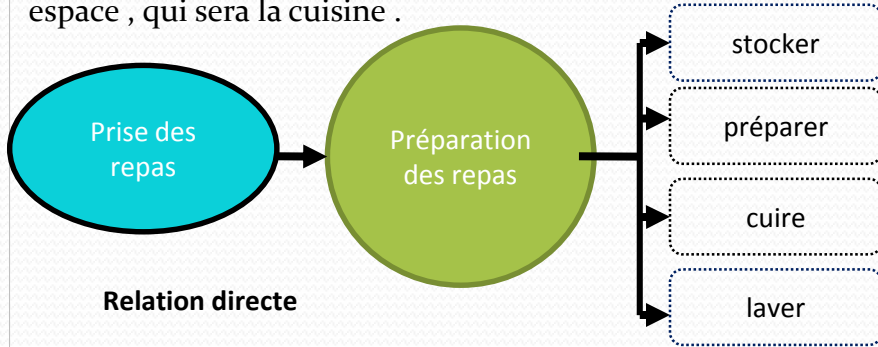 espace , qui sera la cuisine .
Prise des
repas
Préparation
des repas
stocker
préparer
cuire
laver
Relation directe